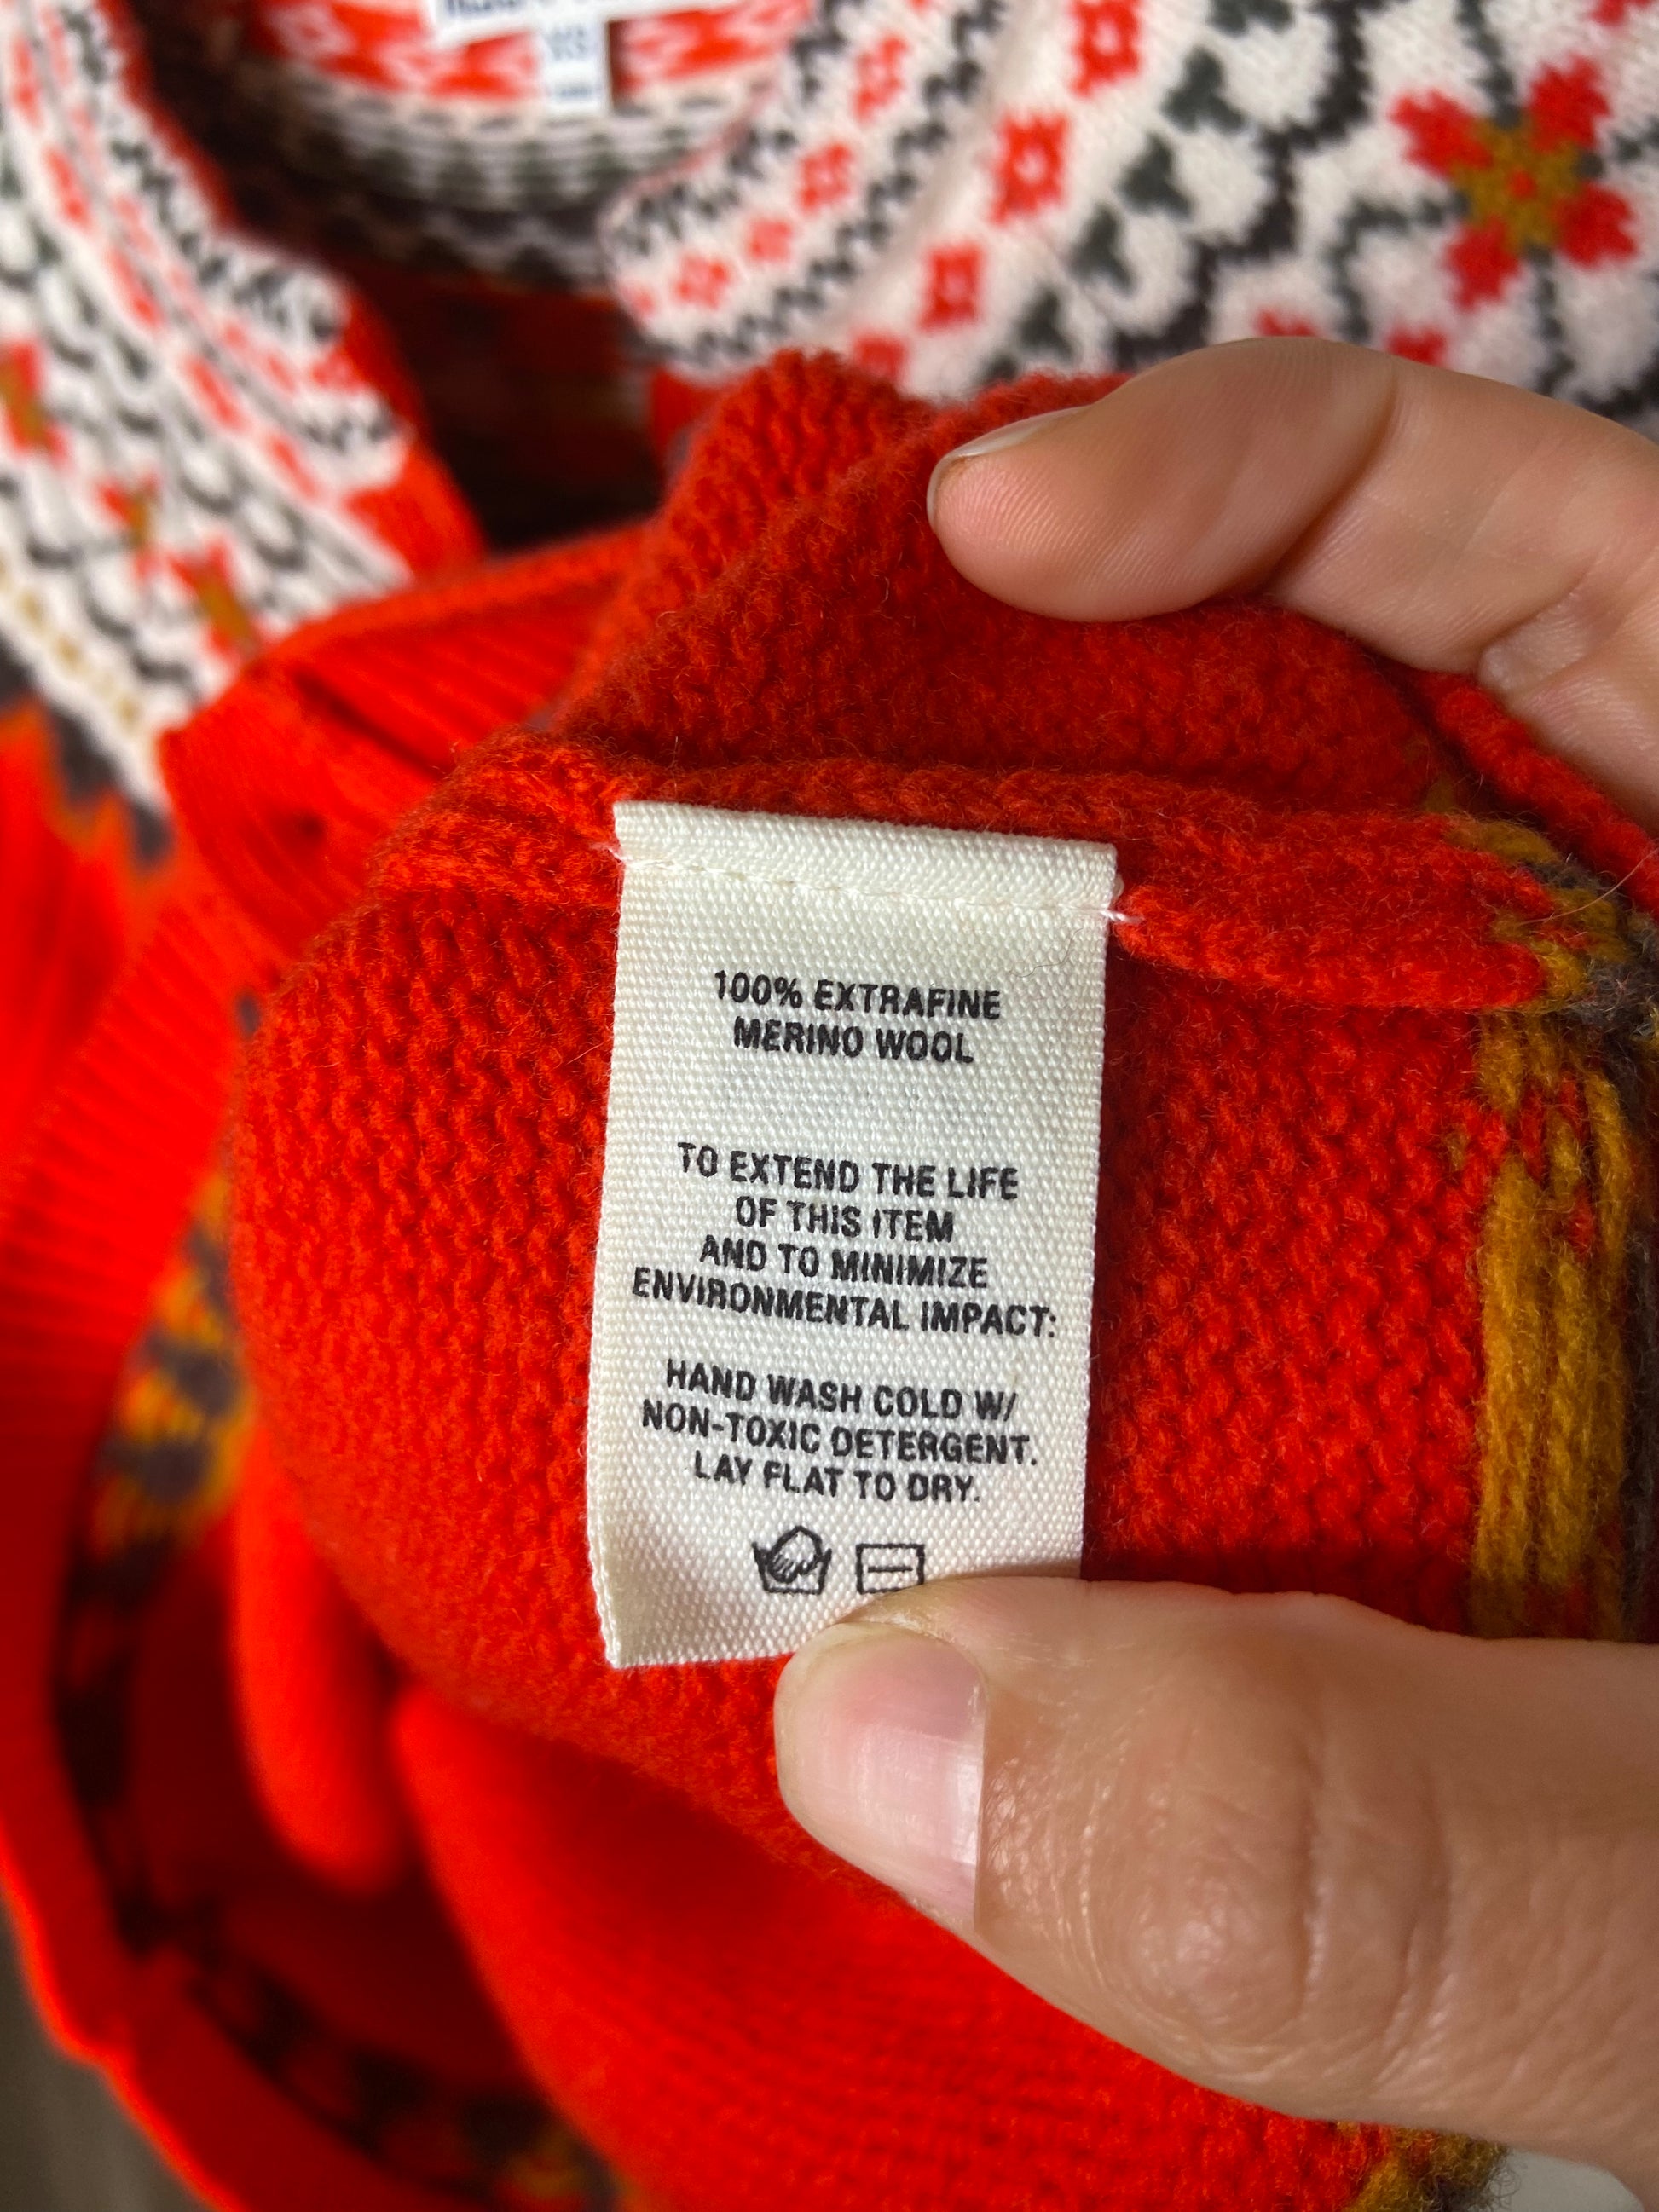 XS
100% EXTRAFINE
MERINO WOOL
TO EXTEND THE LIFE
OF THIS ITEM
AND TO MINIMIZE
ENVIRONMENTAL IMPACT:
HAND WASH COLD W/
NON-TOXIC DETERGENT.
LAY FLAT TO DRY.